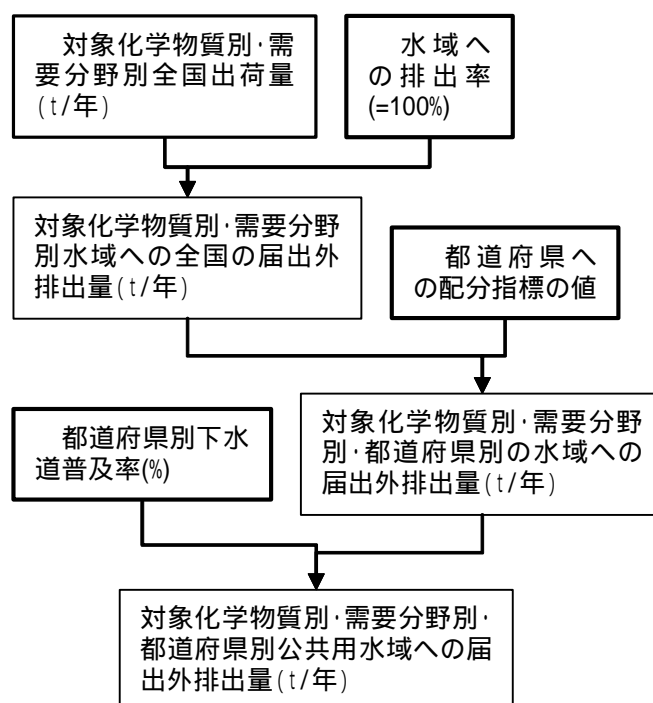 対象化学物質別・需
要分野別全国出荷量
(t/年)
水域へ
の排出率
(=100%)
対象化学物質別・需要分野
別水域への全国の届出外
排出量(t/年)
都道府県へ
の配分指標の値
都道府県別下水
道普及率(%)
対象化学物質別・需要分野
別・都道府県別の水域への
届出外排出量(t/年)
対象化学物質別・需要分野別・
都道府県別公共用水域への届
出外排出量(t/年)